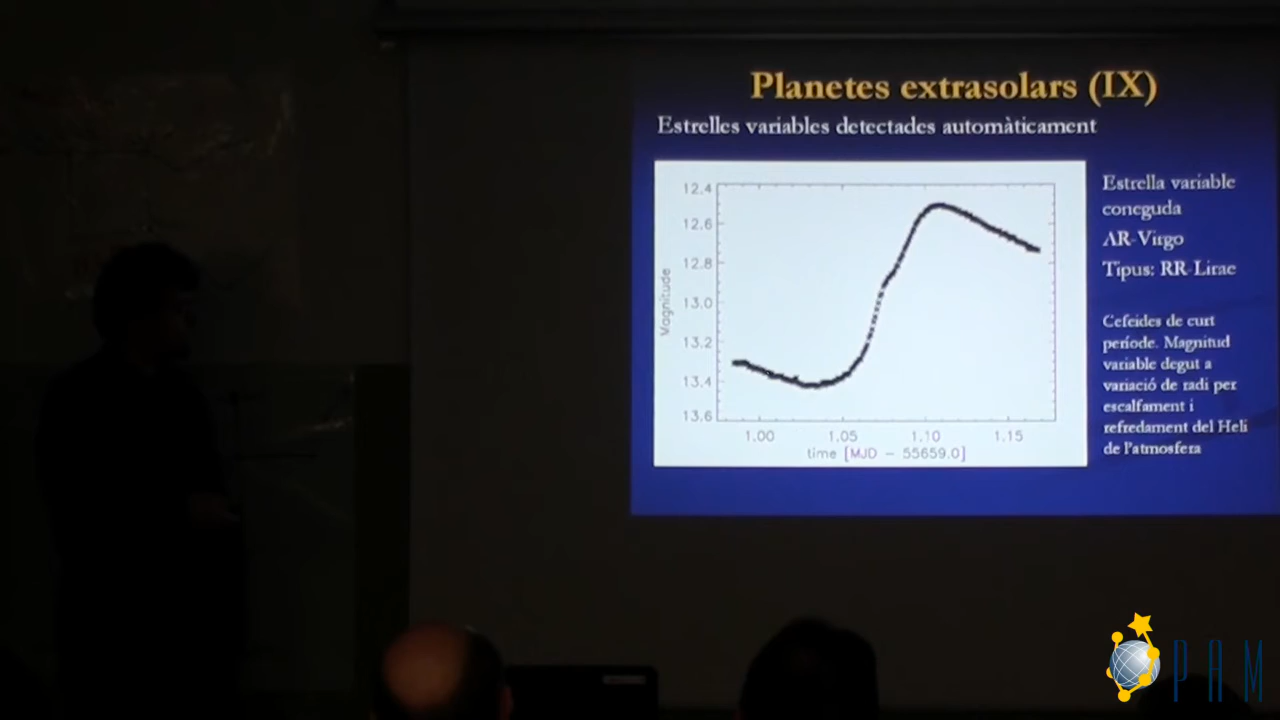 Planetes extrasolars (IX)
Estrelles variables detectades automàticament
12.4
12.6
12.8
13.0
13.2
13.4
13.6
Magnitude
1.00 1.05 1.10 1.15
time [MJD - 55659.0]
Estrella variable
coneguda
AR-Virgo
Tipus: RR-Lirae
Cefeides de curt
període. Magnitud
variable degut a
variació de radi per
escalfament i
refredament del Heli
de l'atmosfera
PAM